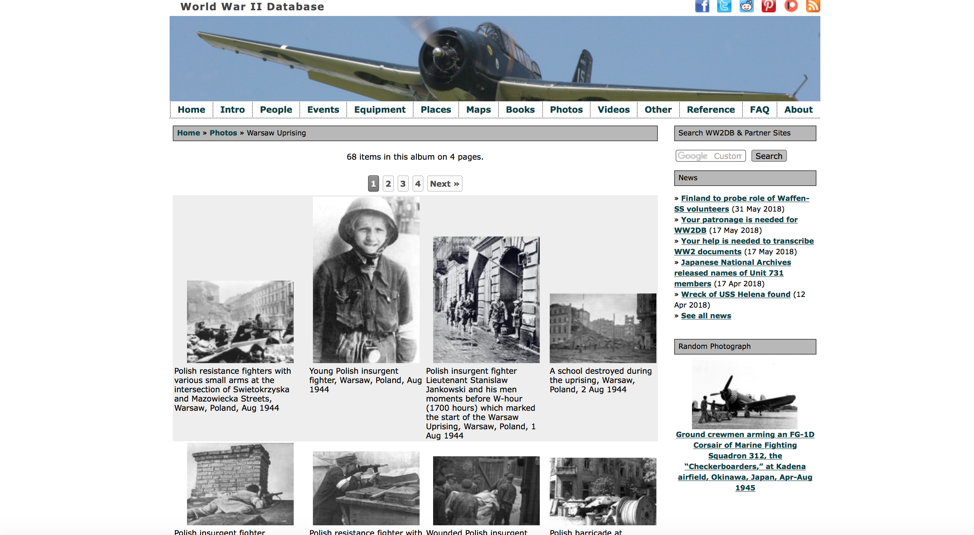 World War II Database
Home
Intro
People
Events
Equipment
Places
Maps
Books
Photos
Videos
Other
Reference
FAQ
About
Home » Photos » Warsaw Uprising
68 items in this album on 4 pages.
1 2 3 4 Next »
Polish resistance fighters with
various small arms at the
intersection of Swietokrzyska
and Mazowiecka Streets,
Warsaw, Poland, Aug 1944
Young Polish insurgent
fighter, Warsaw, Poland, Aug
1944
Polish insurgent fighter
Lieutenant Stanislaw
Jankowski and his men
moments before W-hour
(1700 hours) which marked
the start of the Warsaw
Uprising, Warsaw, Poland, 1
Aug 1944
A school destroyed during
the uprising, Warsaw,
Poland, 2 Aug 1944
Polish insurgent fighter
Polish resistance fighter with
Wounded Polish insurgent
Polish barricade at
Search WW2DB & Partner Sites
Google Custom
Search
News
» Finland to probe role of Waffen-
SS volunteers (31 May 2018)
» Your patronage is needed for
WW2DB (17 May 2018)
» Your help is needed to transcribe
WW2 documents (17 May 2018)
» Japanese National Archives
released names of Unit 731
members (17 Apr 2018)
» Wreck of USS Helena found (12
Apr 2018)
» See all news
Random Photograph
Ground crewmen arming an FG-1D
Corsair of Marine Fighting
Squadron 312, the
“Checkerboarders,” at Kadena
airfield, Okinawa, Japan, Apr-Aug
1945